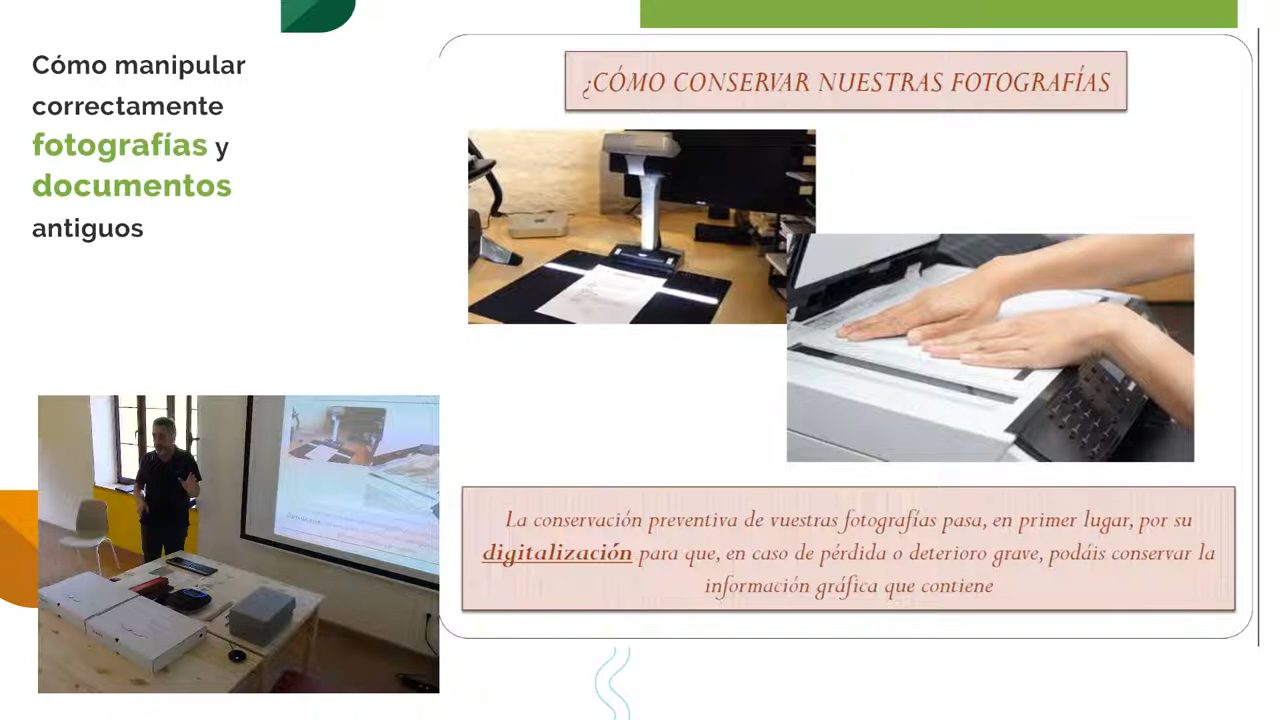 Cómo manipular
correctamente
fotografías y
documentos
antiguos
¿CÓMO CONSERVAR NUESTRAS FOTOGRAFÍAS
La conservación preventiva de vuestras fotografías pasa, en primer lugar, por su
digitalización para que, en caso de pérdida o deterioro grave, podáis conservar la
información gráfica que contiene